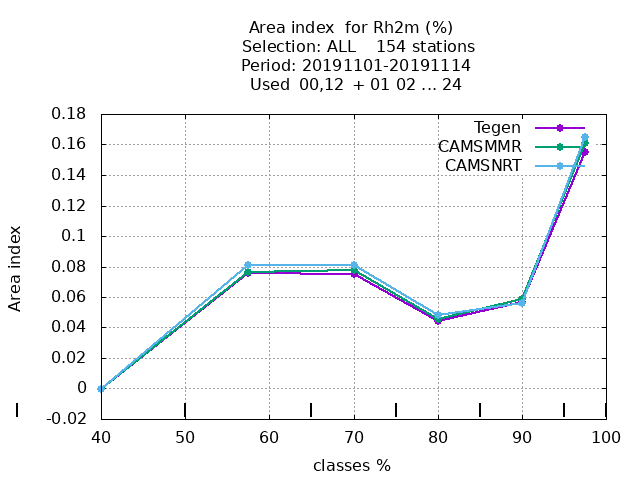 Area index  for Rh2m (%)
Selection: ALL    154 stations
Period: 20191101-20191114
Used  00,12  + 01 02 ... 24
0.18
0.16
0.14
0.12
0.1
0.08
0.06
0.04
0.02
0
-0.02
Area index
Tegen
CAMSMMR
CAMSNRT
40 50 60 70 80 90 100
classes %